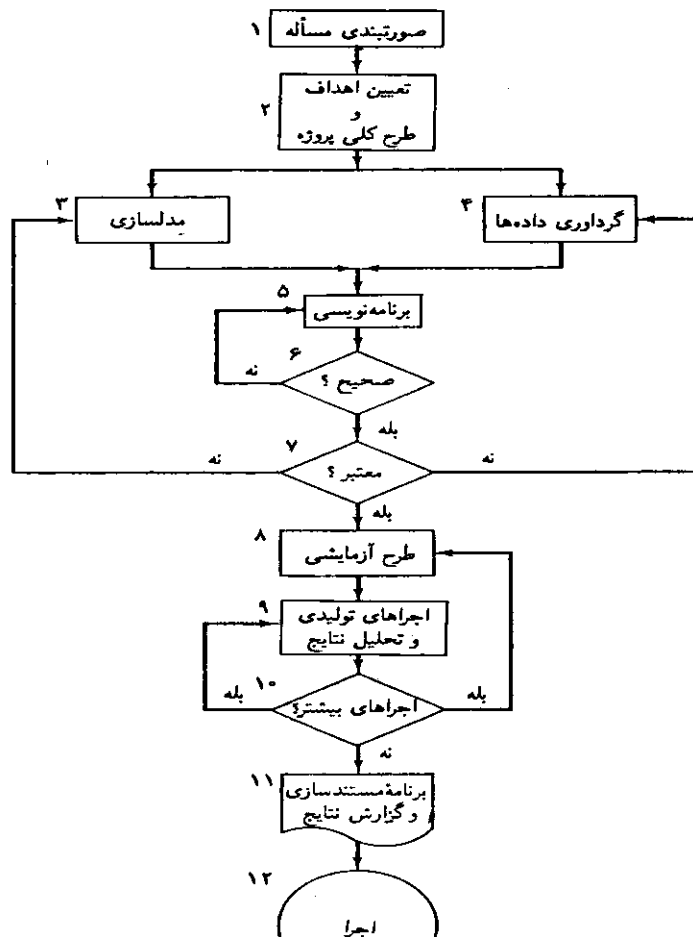 ۱
صورتبندی مسأله
۲
تعیین اهداف
و
طرح کلی پروژه
۳
مدلسازی
۴
گرداوری داده‌ها
۵
برنامه‌نویسی
۶
صحیح ؟
نه
بله
۷
معتبر ؟
نه
نه
بله
۸
طرح آزمایشی
۹
اجراهای تولیدی
و تحلیل نتایج
۱۰
اجراهای بیشتر؟
بله
بله
نه
۱۱
برنامهٔ مستندسازی
و گزارش نتایج
۱۲
اجرا